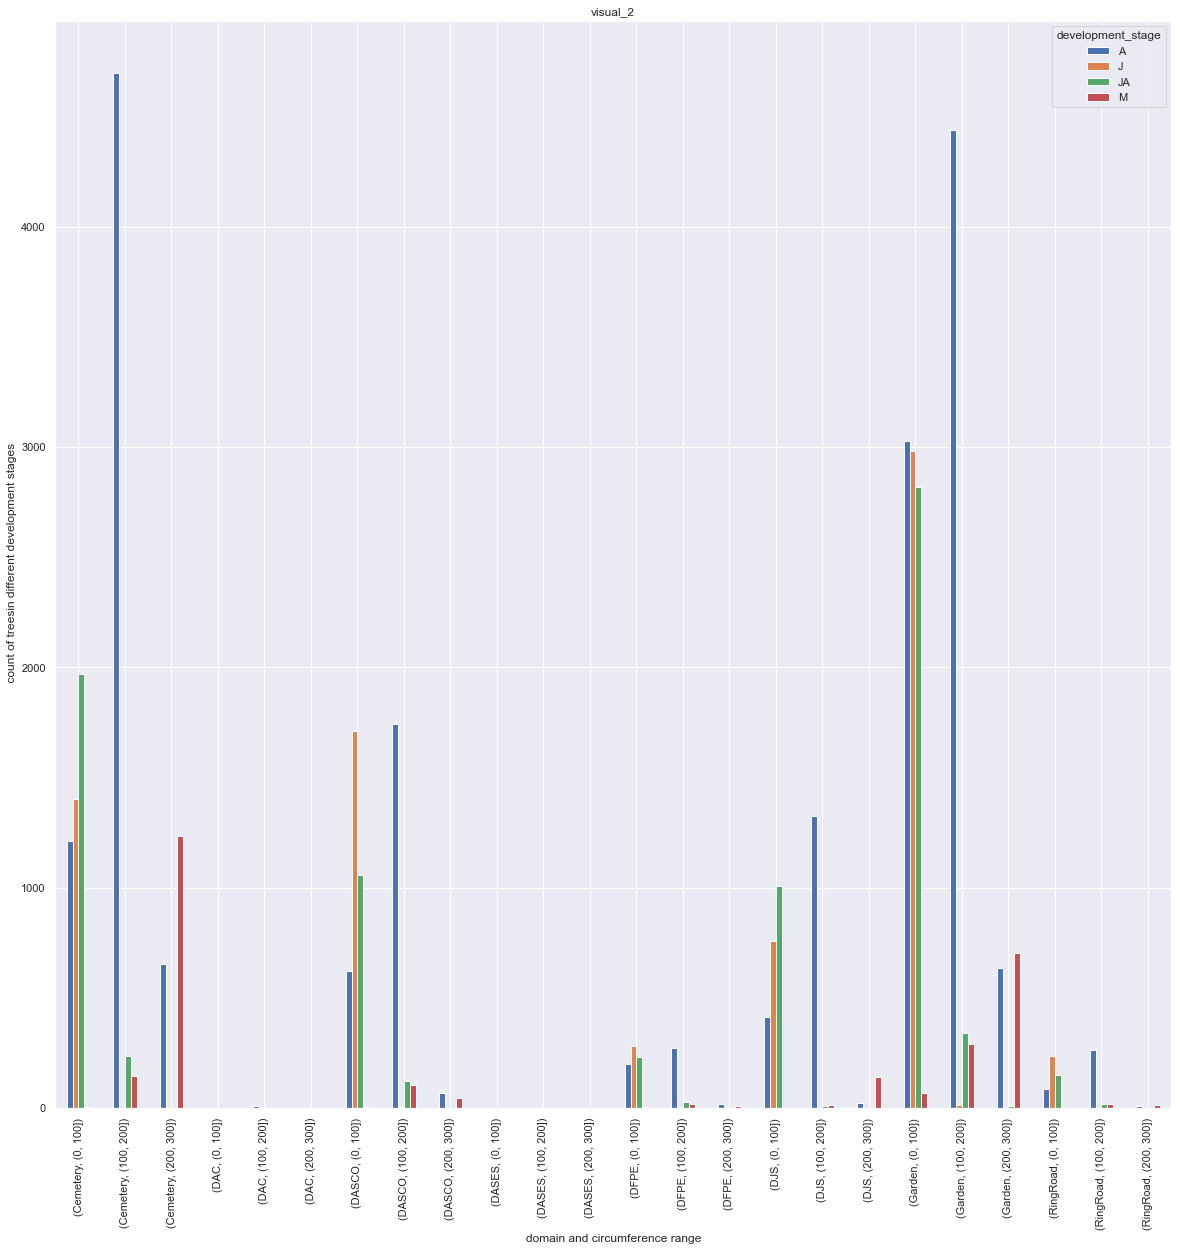 visual_2
development_stage
A
J
JA
M
count of treesin different development stages
4000
3000
2000
1000
0
(Cemetery, (0, 100])
(Cemetery, (100, 200])
(Cemetery, (200, 300])
(DAC, (0, 100])
(DAC, (100, 200])
(DAC, (200, 300])
(DASCO, (0, 100])
(DASCO, (100, 200])
(DASCO, (200, 300])
(DASES, (0, 100])
(DASES, (100, 200])
(DASES, (200, 300])
(DFPE, (0, 100])
(DFPE, (100, 200])
(DFPE, (200, 300])
(DJS, (0, 100])
(DJS, (100, 200])
(DJS, (200, 300])
(Garden, (0, 100])
(Garden, (100, 200])
(Garden, (200, 300])
(RingRoad, (0, 100])
(RingRoad, (100, 200])
(RingRoad, (200, 300])
domain and circumference range